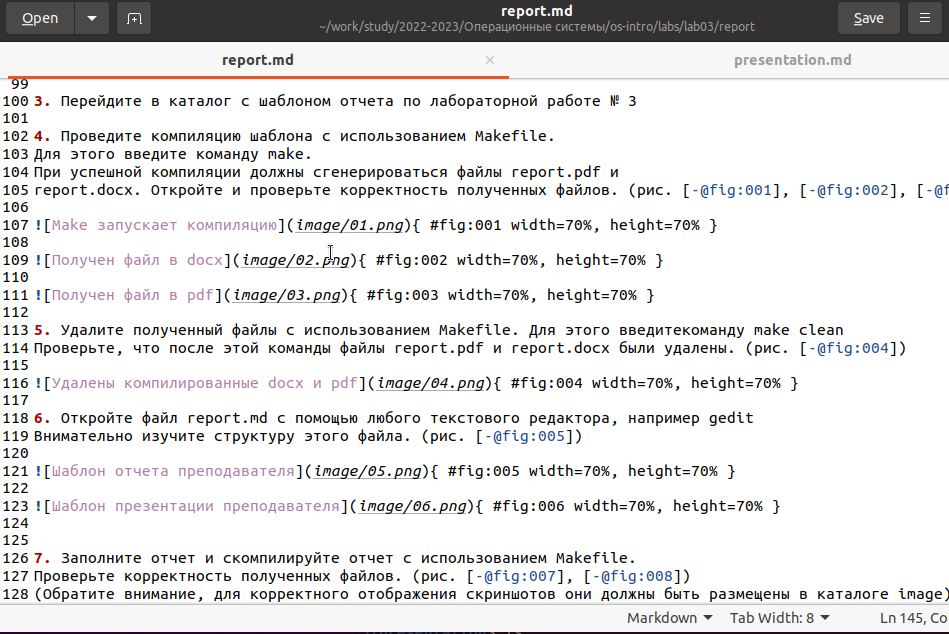 Open
report.md
~/work/study/2022-2023/Операционные системы/os-intro/labs/lab03/report
Save
report.md
presentation.md
99
100 3. Перейдите в каталог с шаблоном отчета по лабораторной работе № 3
101
102 4. Проведите компиляцию шаблона с использованием Makefile.
103 Для этого введите команду make.
104 При успешной компиляции должны сгенерироваться файлы report.pdf и
105 report.docx. Откройте и проверьте корректность полученных файлов. (рис. [-@fig:001], [-@fig:002], [-@f
106
107 ![Make запускает компиляцию](image/01.png){ #fig:001 width=70%, height=70% }
108
109 ![Получен файл в docx](image/02.png){ #fig:002 width=70%, height=70% }
110
111 ![Получен файл в pdf](image/03.png){ #fig:003 width=70%, height=70% }
112
113 5. Удалите полученный файлы с использованием Makefile. Для этого введитекоманду make clean
114 Проверьте, что после этой команды файлы report.pdf и report.docx были удалены. (рис. [-@fig:004])
115
116 ![Удалены компилированные docx и pdf](image/04.png){ #fig:004 width=70%, height=70% }
117
118 6. Откройте файл report.md с помощью любого текстового редактора, например gedit
119 Внимательно изучите структуру этого файла. (рис. [-@fig:005])
120
121 ![Шаблон отчета преподавателя](image/05.png){ #fig:005 width=70%, height=70% }
122
123 ![Шаблон презентации преподавателя](image/06.png){ #fig:006 width=70%, height=70% }
124
125
126 7. Заполните отчет и скомпилируйте отчет с использованием Makefile.
127 Проверьте корректность полученных файлов. (рис. [-@fig:007], [-@fig:008])
128 (Обратите внимание, для корректного отображения скриншотов они должны быть размещены в каталоге image)
Markdown
Tab Width: 8
Ln 145, Co